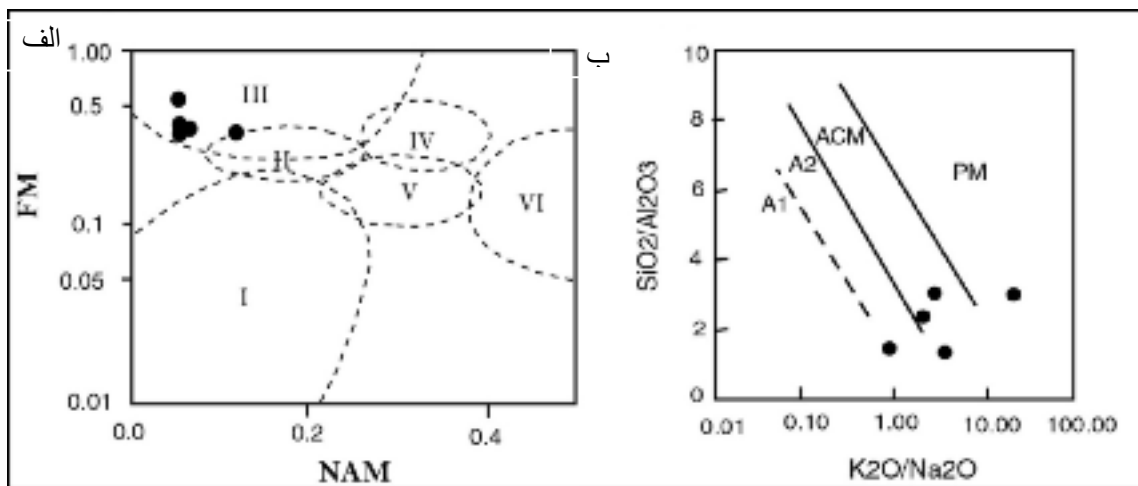 الف
1.00
0.5
0.1
0.05
0.01
FM
III
II
IV
V
VI
I
0.0
0.2
0.4
NAM
ب
10
8
6
4
2
0
SiO2/Al2O3
ACM
A2
A1
PM
0.01
0.10
1.00
10.00
100.00
K2O/Na2O